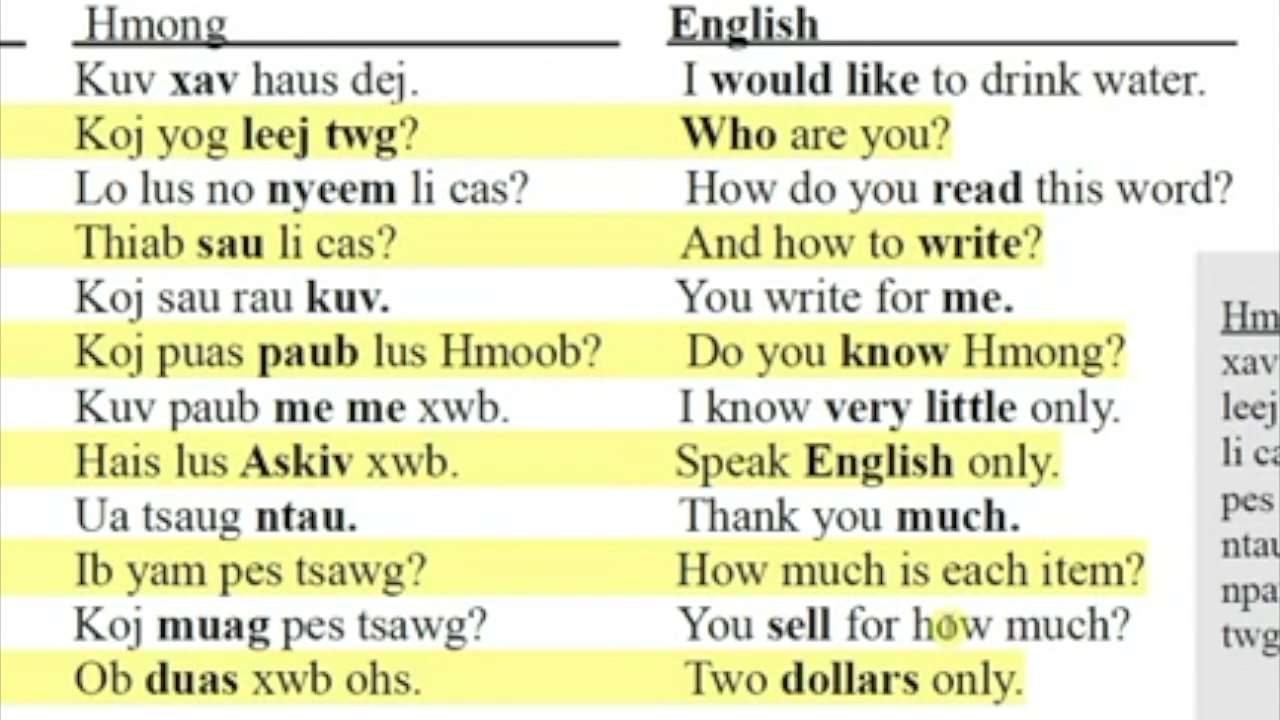 Hmong English
Kuv xav haus dej. I would like to drink water.
Koj yog leej twg? Who are you?
Lo lus no nyeem li cas? How do you read this word?
Thiab sau li cas? And how to write?
Koj sau rau kuv. You write for me.
Koj puas paub lus Hmoob? Do you know Hmong?
Kuv paub me me xwb. I know very little only.
Hais lus Askiv xwb. Speak English only.
Ua tsaug ntau. Thank you much.
Ib yam pes tsawg? How much is each item?
Koj muag pes tsawg? You sell for how much?
Ob duas xwb ohs. Two dollars only.
Hm
xav
leej
li ca
pes
ntau
npa
twg